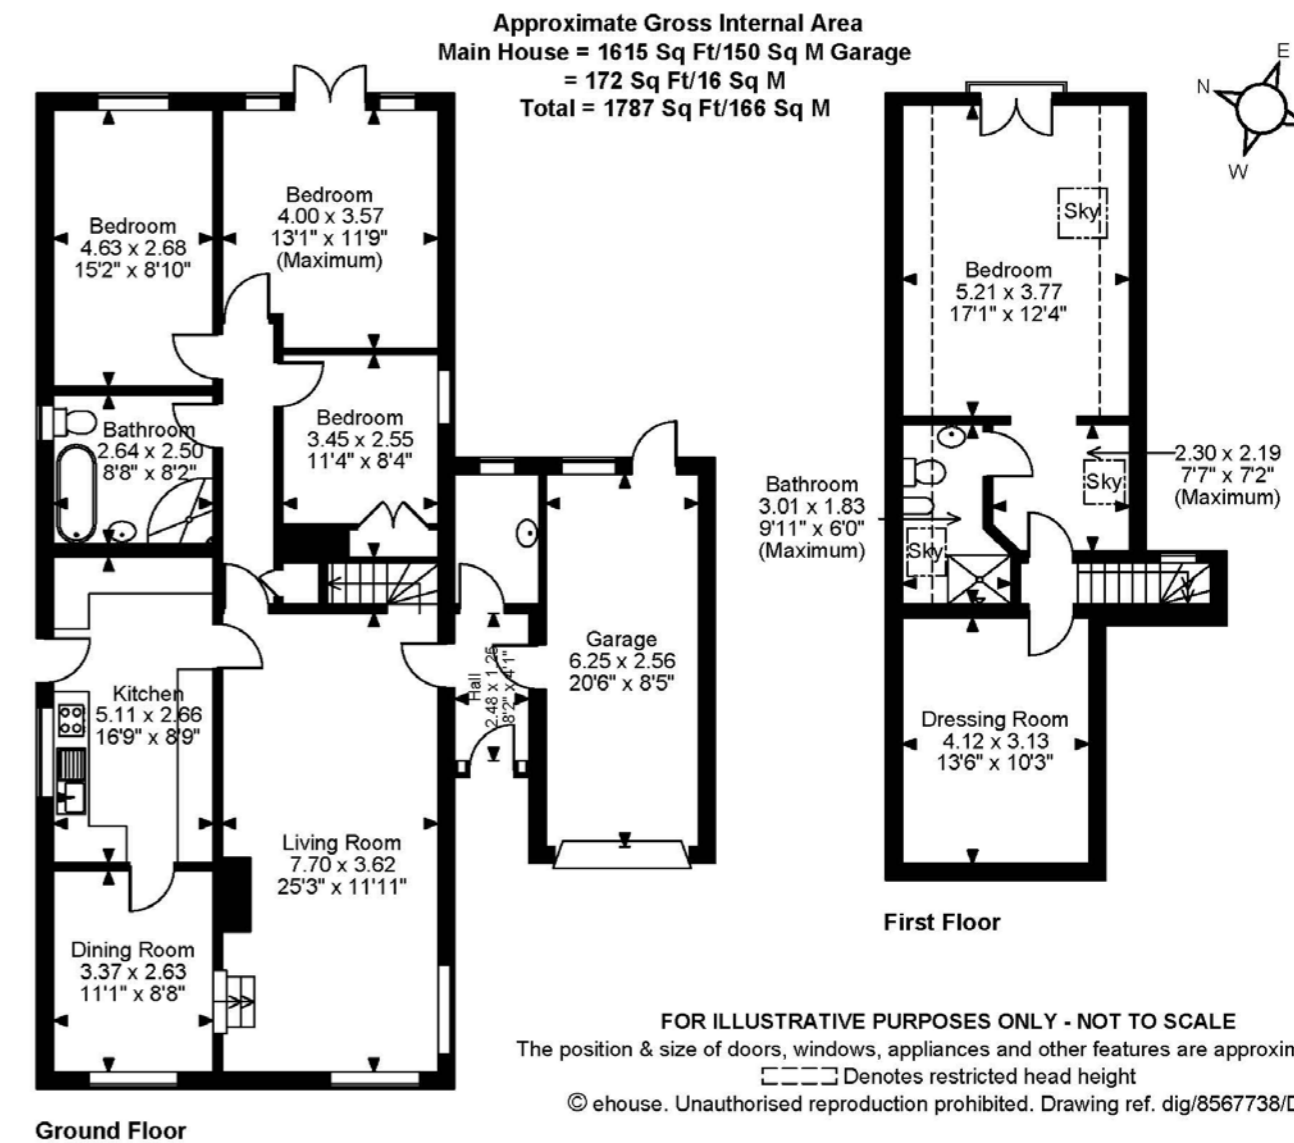 Approximate Gross Internal Area
Main House = 1615 Sq Ft/150 Sq M Garage
= 172 Sq Ft/16 Sq M
Total = 1787 Sq Ft/166 Sq M
E
N
W
Bedroom
4.63 x 2.68
15'2" x 8'10"
Bedroom
4.00 x 3.57
13'1" x 11'9"
(Maximum)
Bathroom
2.64 x 2.50
8'8" x 8'2"
Bedroom
3.45 x 2.55
11'4" x 8'4"
Kitchen
5.11 x 2.66
16'9" x 8'9"
Hall
2.48 x 1.25
8'2" x 4'1"
Garage
6.25 x 2.56
20'6" x 8'5"
Living Room
7.70 x 3.62
25'3" x 11'11"
Dining Room
3.37 x 2.63
11'1" x 8'8"
Ground Floor
Sky
Bedroom
5.21 x 3.77
17'1" x 12'4"
Bathroom
3.01 x 1.83
9'11" x 6'0"
(Maximum)
Sky
Sky
2.30 x 2.19
7'7" x 7'2"
(Maximum)
Dressing Room
4.12 x 3.13
13'6" x 10'3"
First Floor
FOR ILLUSTRATIVE PURPOSES ONLY - NOT TO SCALE
The position & size of doors, windows, appliances and other features are approxim
Denotes restricted head height
© ehouse. Unauthorised reproduction prohibited. Drawing ref. dig/8567738/D